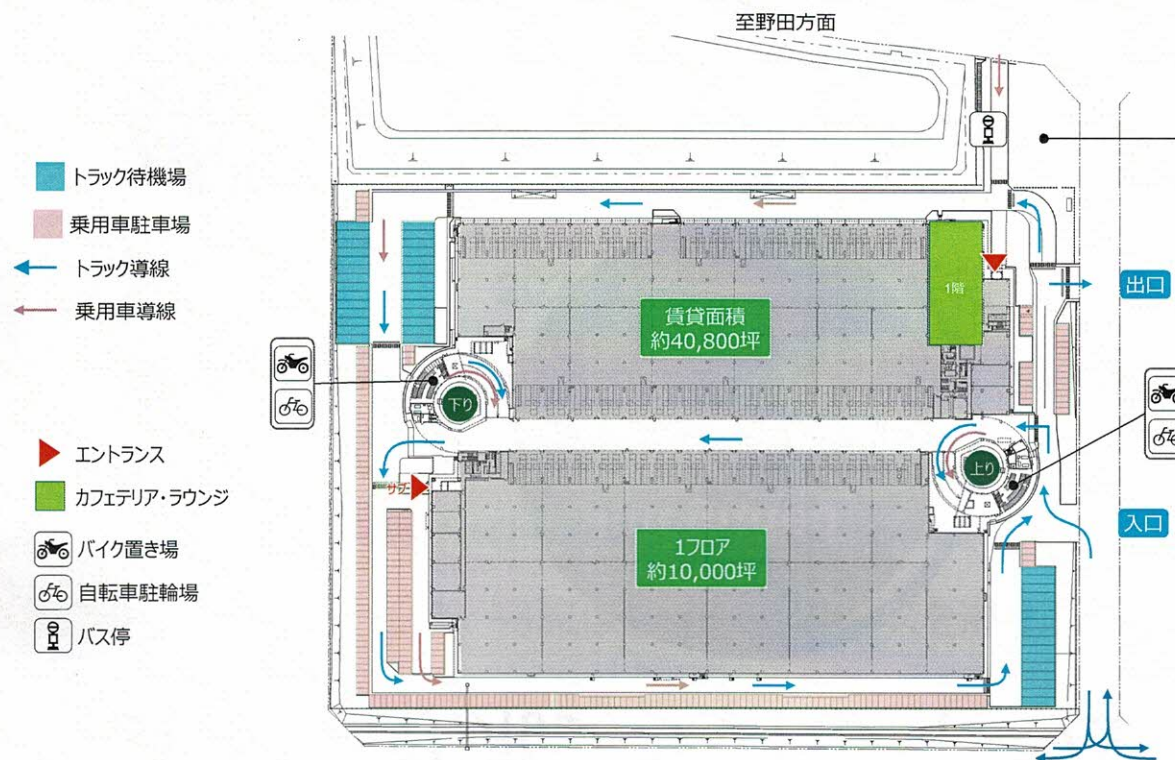 至野田方面
トラック待機場
乗用車駐車場
トラック導線
乗用車導線
エントランス
カフェテリア・ラウンジ
バイク置き場
自転車駐輪場
バス停
1階
出口
賃貸面積
約40,800坪
下り
上り
サブ
入口
1フロア
約10,000坪